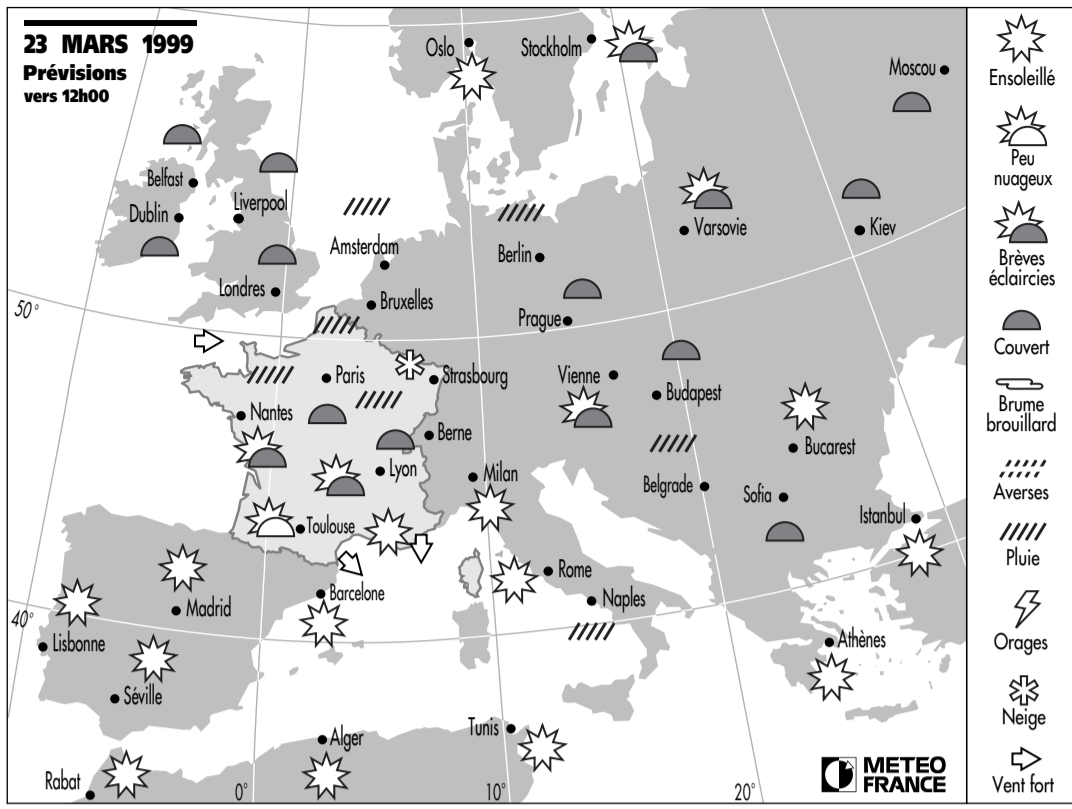 23 MARS 1999
Prévisions
vers 12h00
Oslo
Stockholm
Moscou
Belfast
Dublin
Liverpool
Varsovie
Kiev
Amsterdam
Berlin
Londres
Bruxelles
50°
Prague
Paris
Strasbourg
Vienne
Budapest
Nantes
Berne
Bucarest
Lyon
Milan
Belgrade
Sofia
Istanbul
Toulouse
Rome
Barcelone
Naples
Madrid
40°
Lisbonne
Athènes
Séville
Tunis
Alger
Rabat
0°
10°
20°
METEO
FRANCE
Ensoleillé
Peu
nuageux
Brèves
éclaircies
Couvert
Brume
brouillard
Averses
Pluie
Orages
Neige
Vent fort